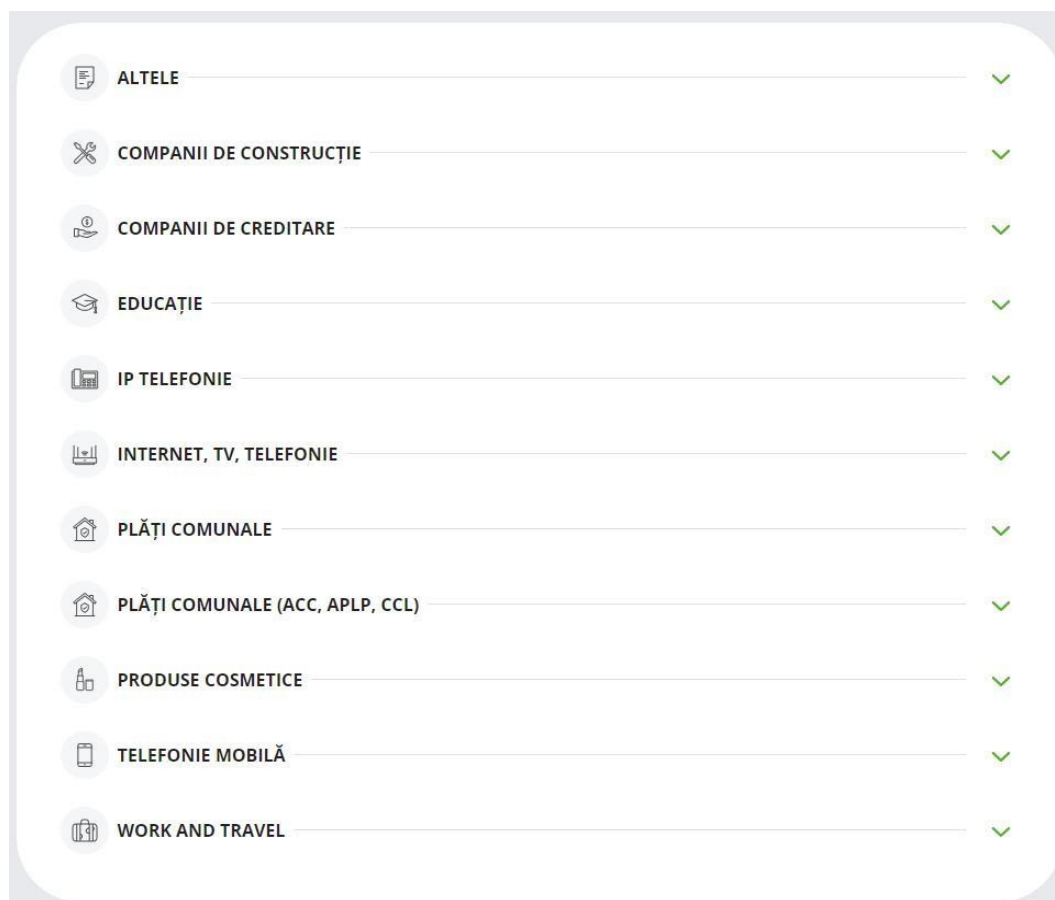 ALTELE
COMPANII DE CONSTRUCȚIE
COMPANII DE CREDITARE
EDUCAȚIE
IP TELEFONIE
INTERNET, TV, TELEFONIE
PLĂȚI COMUNALE
PLĂȚI COMUNALE (ACC, APLP, CCL)
PRODUSE COSMETICE
TELEFONIE MOBILĂ
WORK AND TRAVEL